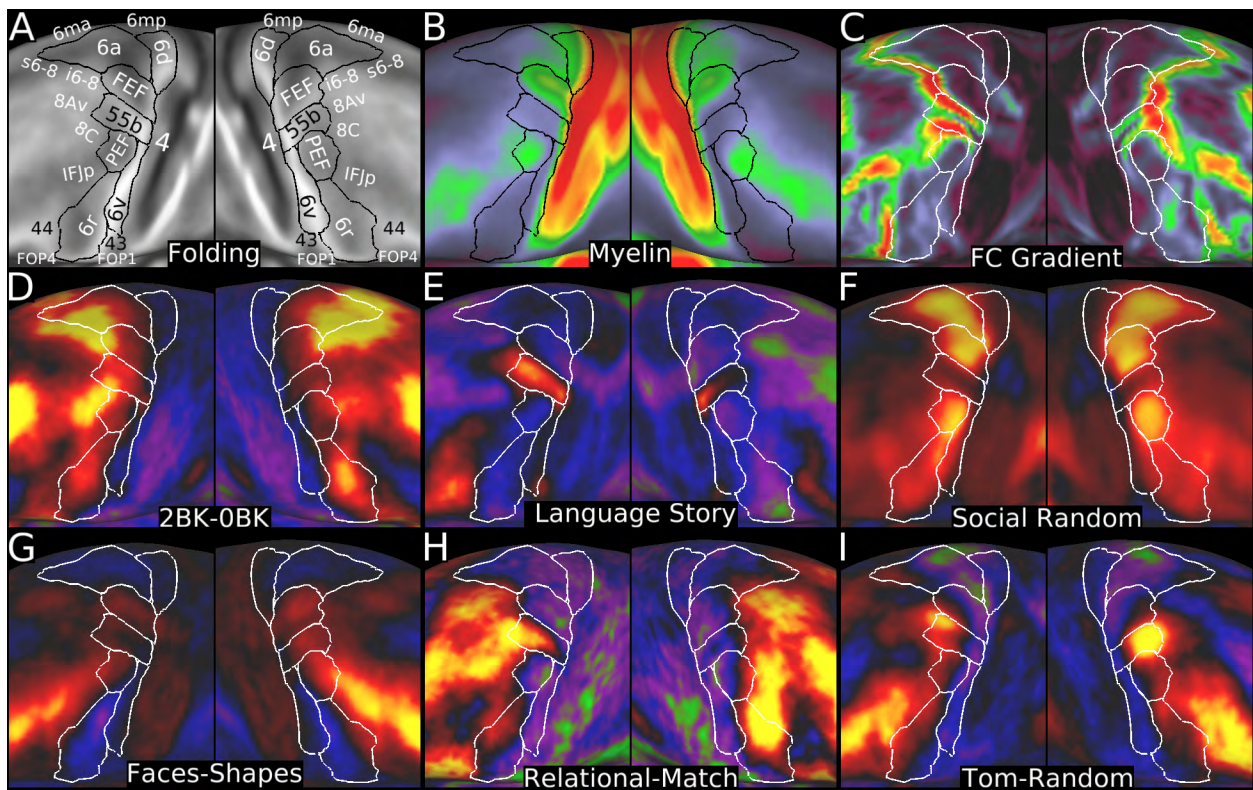 A
6ma
6mp
6mp
6ma
6a
6d
6d
6a
s6-8
i6-8
FEF
FEF
i6-8
s6-8
8Av
55b
55b
8Av
8C
4
4
8C
PEF
PEF
IFJp
IFJp
6v
6v
44
6r
43
43
6r
44
FOP4
FOP1
FOP1
FOP4
Folding
B
Myelin
C
FC Gradient
D
2BK-0BK
E
Language Story
F
Social Random
G
Faces-Shapes
H
Relational-Match
I
Tom-Random